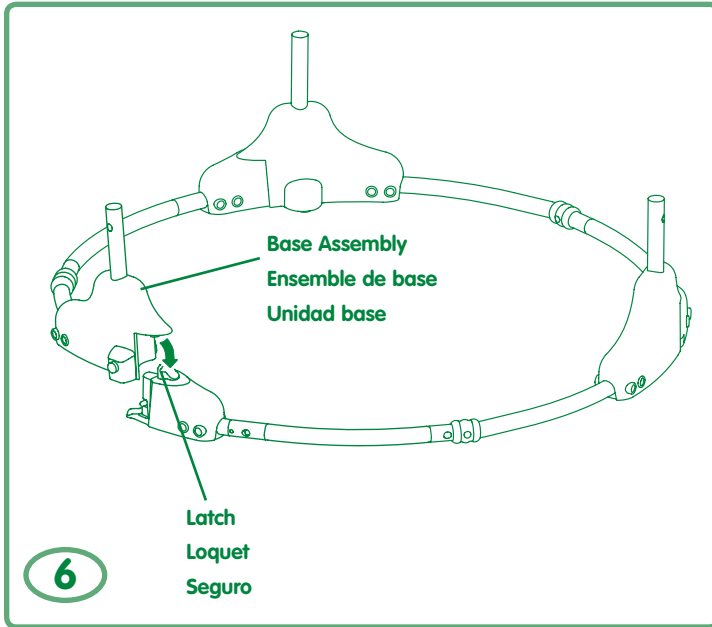 Base Assembly
Ensemble de base
Unidad base
Latch
Loquet
Seguro
6